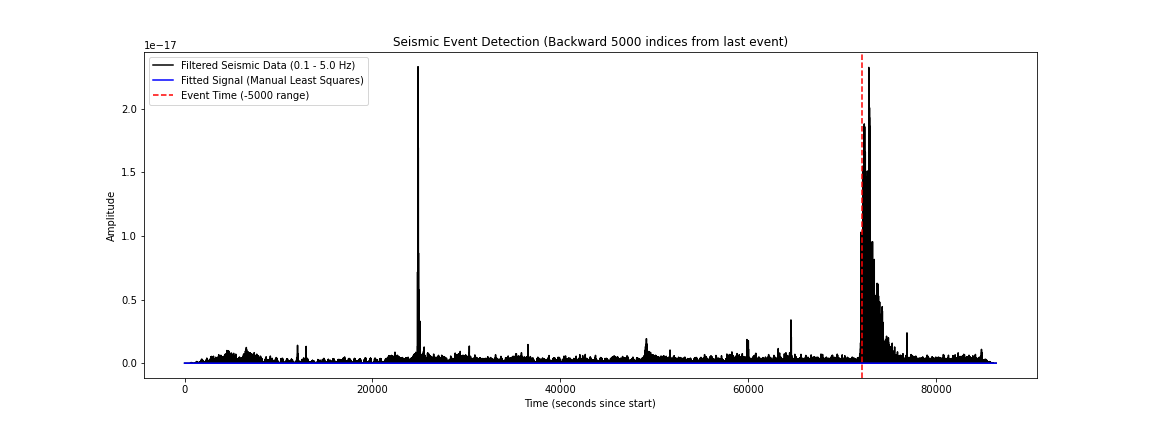 Seismic Event Detection (Backward 5000 indices from last event)
1e−17
Filtered Seismic Data (0.1 - 5.0 Hz)
Fitted Signal (Manual Least Squares)
Event Time (-5000 range)
2.0
1.5
1.0
0.5
0.0
Amplitude
0 20000 40000 60000 80000
Time (seconds since start)